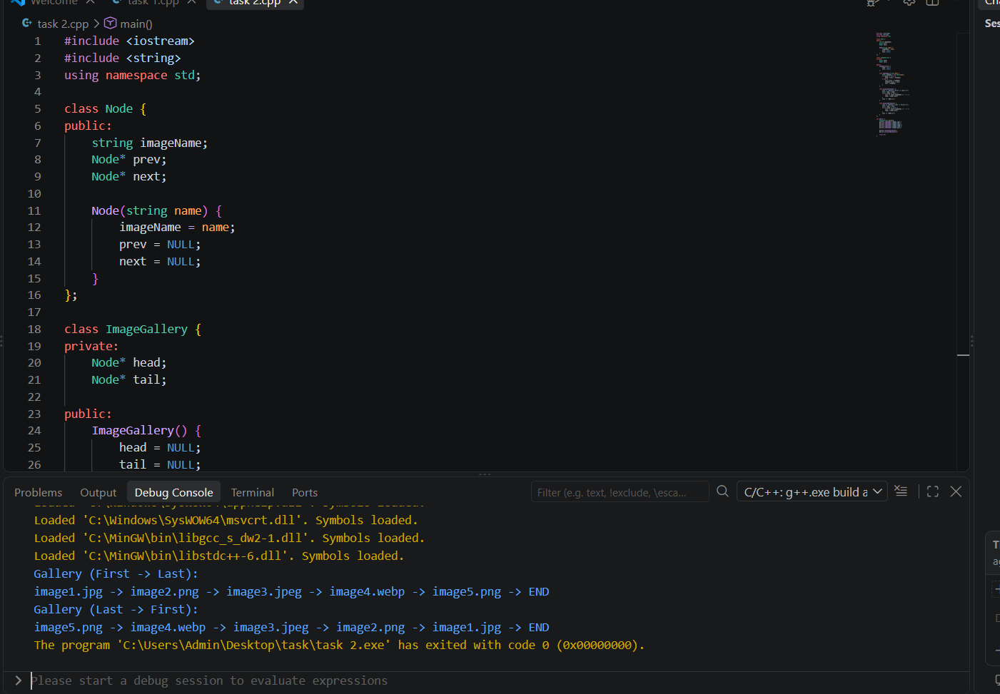 Welcome task 1.cpp task 2.cpp
task 2.cpp > main()
1 #include <iostream>
2 #include <string>
3 using namespace std;
4
5 class Node {
6 public:
7 string imageName;
8 Node* prev;
9 Node* next;
10
11 Node(string name) {
12 imageName = name;
13 prev = NULL;
14 next = NULL;
15 }
16 };
17
18 class ImageGallery {
19 private:
20 Node* head;
21 Node* tail;
22
23 public:
24 ImageGallery() {
25 head = NULL;
26 tail = NULL;
Problems Output Debug Console Terminal Ports Filter (e.g. text, !exclude, \esca... C/C++: g++.exe build a
Loaded 'C:\Windows\SysWOW64\msvcrt.dll'. Symbols loaded.
Loaded 'C:\MinGW\bin\libgcc_s_dw2-1.dll'. Symbols loaded.
Loaded 'C:\MinGW\bin\libstdc++-6.dll'. Symbols loaded.
Gallery (First -> Last):
image1.jpg -> image2.png -> image3.jpeg -> image4.webp -> image5.png -> END
Gallery (Last -> First):
image5.png -> image4.webp -> image3.jpeg -> image2.png -> image1.jpg -> END
The program 'C:\Users\Admin\Desktop\task\task 2.exe' has exited with code 0 (0x00000000).
Please start a debug session to evaluate expressions